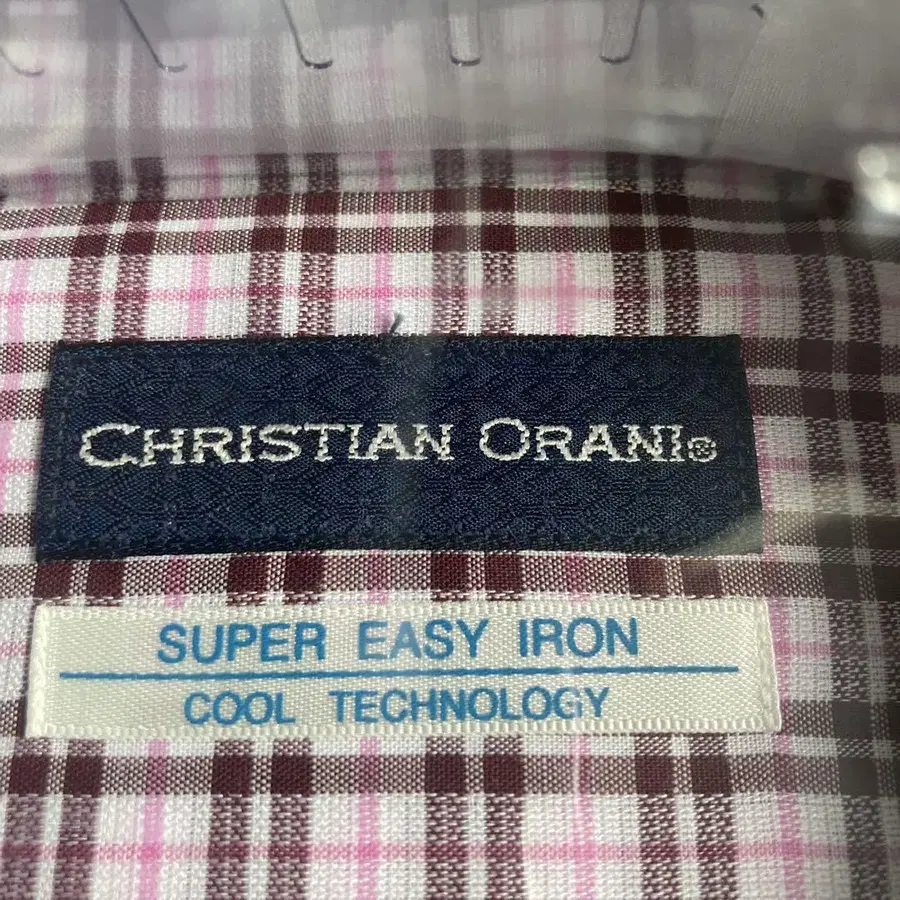 CHRISTIAN ORANI®
SUPER EASY IRON
COOL TECHNOLOGY